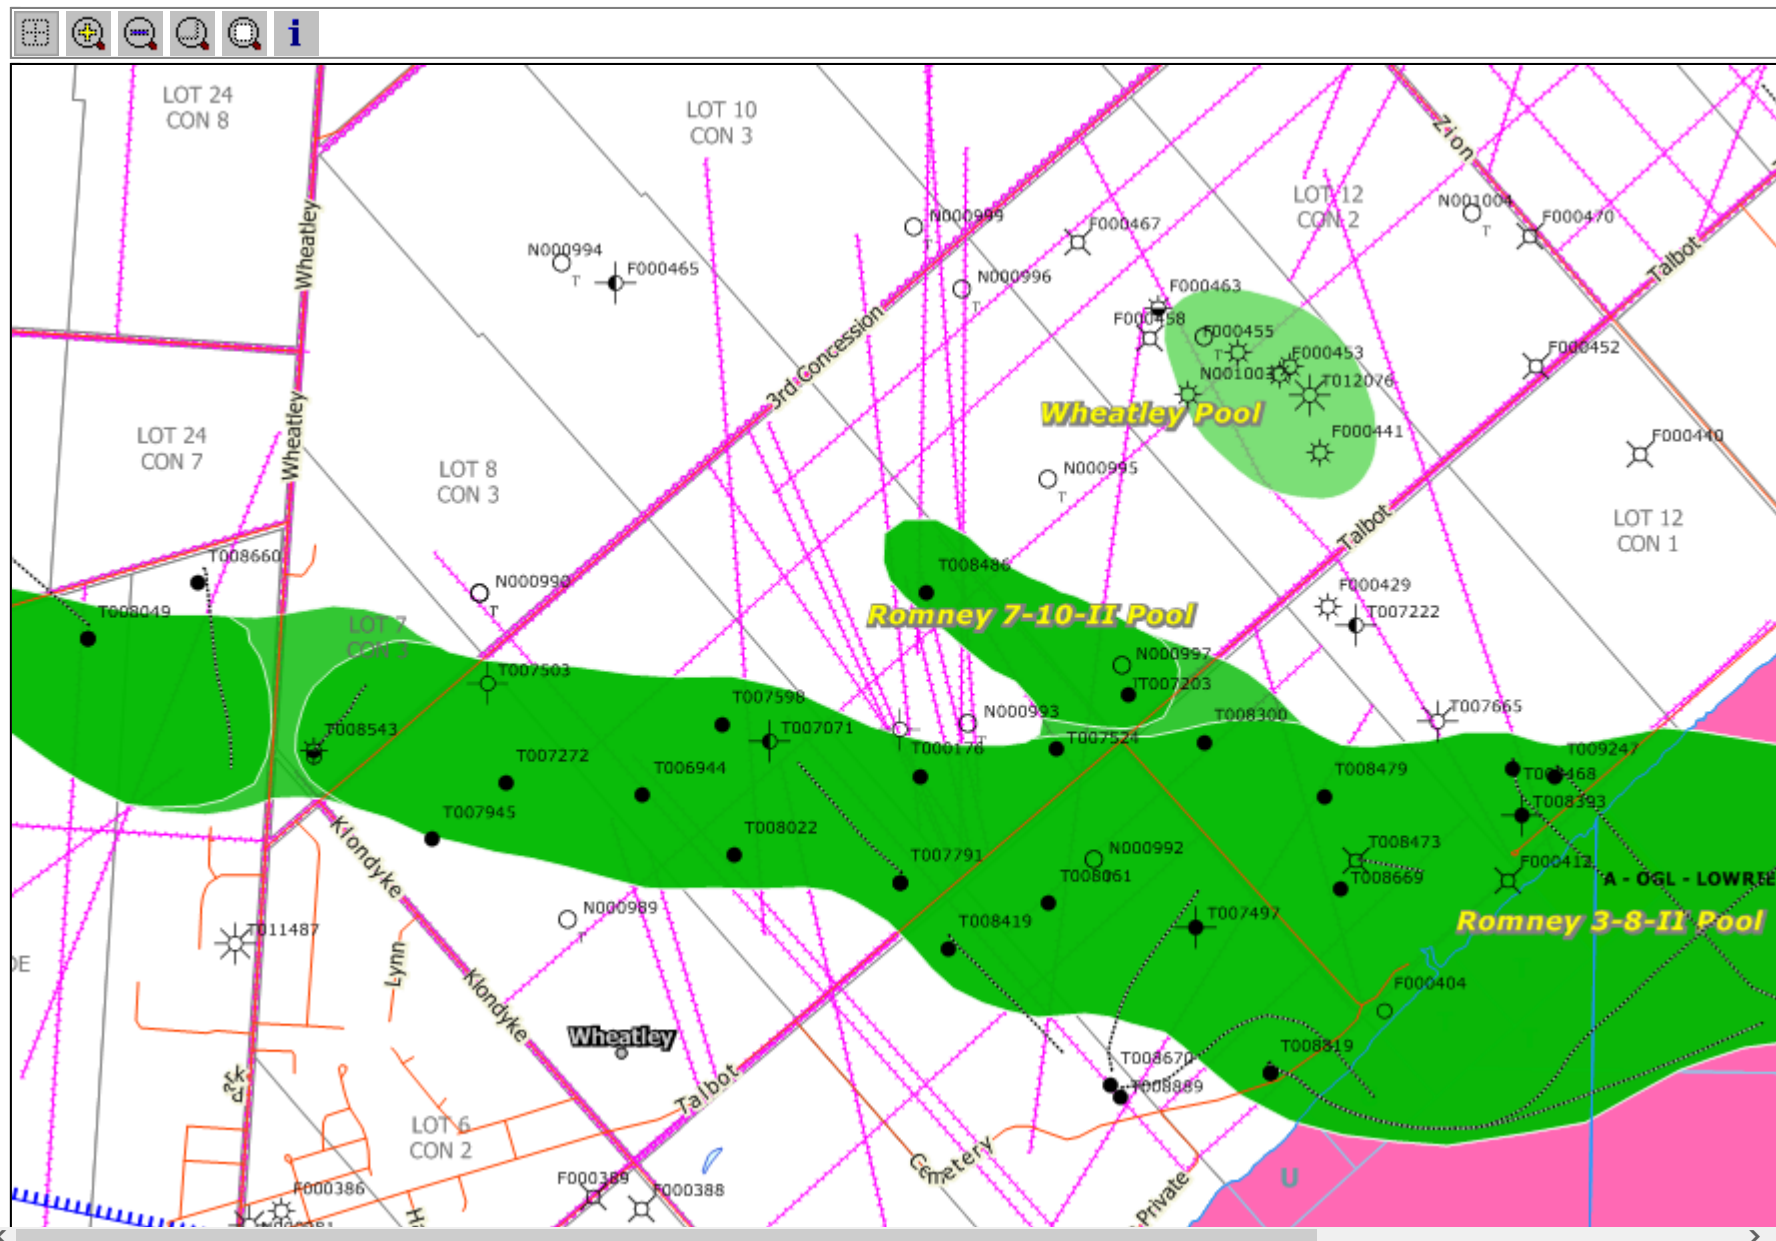 i
LOT 24
CON 8
LOT 10
CON 3
Zion
LOT 12
CON 2
N001004
F000470
N000999
T
F000467
T
Wheatley
N000994
T
F000465
N000996
T
Talbot
F000463
F000458
3rd Concession
F000455
T
F000453
N001003
T012076
F000452
Wheatley Pool
Wheatley
LOT 24
CON 7
F000441
F000440
LOT 8
CON 3
N000995
T
Talbot
LOT 12
CON 1
T008660
T008486
N000990
T
F000429
T007222
T008049
Romney 7-10-II Pool
LOT 7
CON 3
N000997
T007503
T007203
T007598
N000993
T
T008300
T007665
T008543
T007071
T000176
T007524
T009247
T007272
T006944
T008479
T008393
T007945
T008022
T007791
N000992
T008473
F000412
T008061
T008669
A - OGL - LOWRIE
Klondyke
N000989
T
T008419
T007497
Romney 3-8-II Pool
T011487
DE
Lynn
Klondyke
F000404
Wheatley
T008819
T008670
T008889
Talbot
LOT 6
CON 2
Cemetery
F000389
F000388
F000386
U
Private